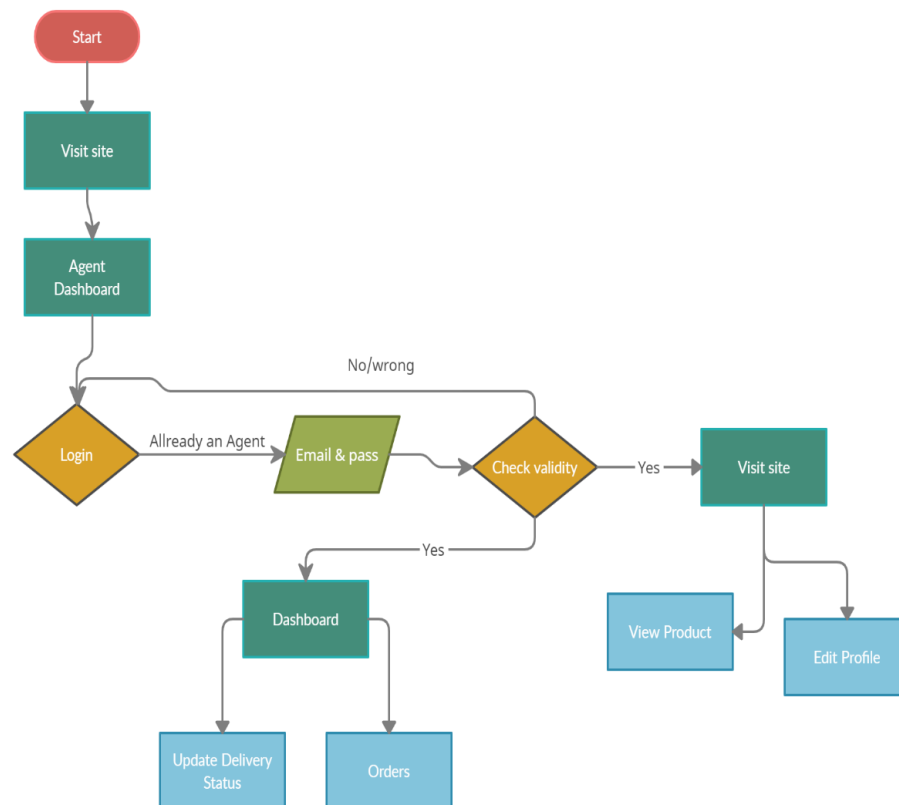 Start
Visit site
Agent
Dashboard
No/wrong
Login
Allready an Agent
Email & pass
Check validity
Yes
Visit site
Yes
Dashboard
View Product
Edit Profile
Update Delivery
Status
Orders